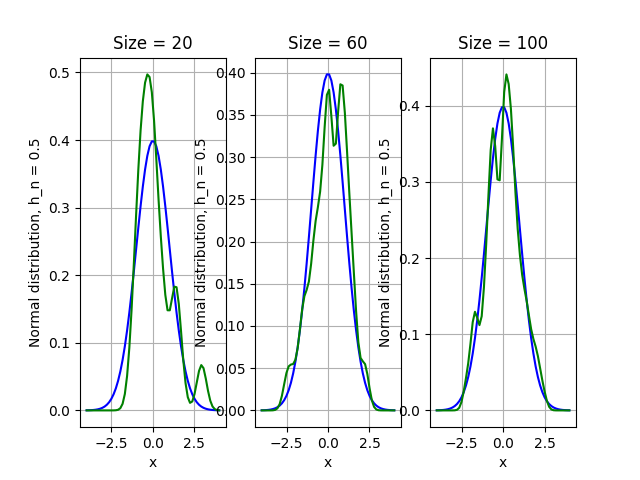 Size = 20
Normal distribution, h_n = 0.5
0.5
0.4
0.3
0.2
0.1
0.0
−2.5 0.0 2.5
x
Size = 60
Normal distribution, h_n = 0.5
0.40
0.35
0.30
0.25
0.20
0.15
0.10
0.05
0.00
−2.5 0.0 2.5
x
Size = 100
Normal distribution, h_n = 0.5
0.4
0.3
0.2
0.1
0.0
−2.5 0.0 2.5
x